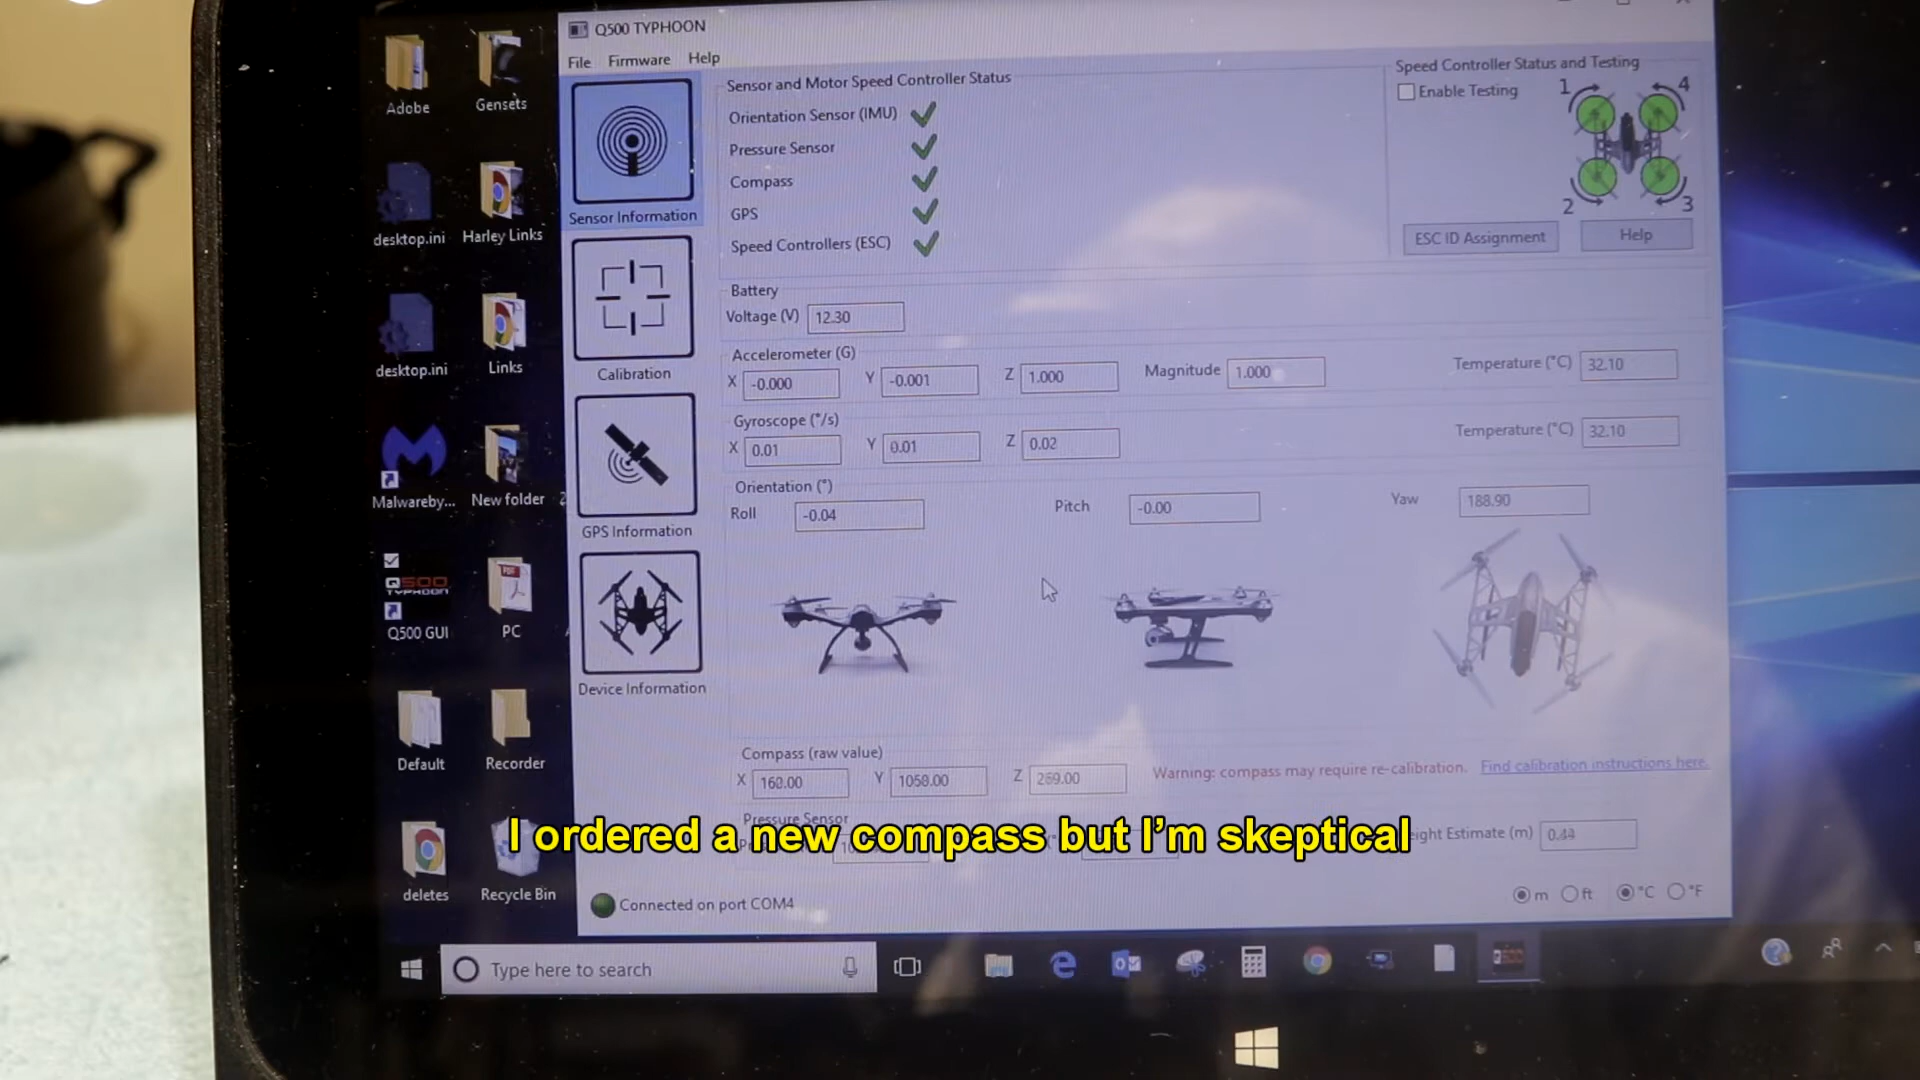 Q500 TYPHOON
File Firmware Help
Adobe
Gensets
desktop.ini
Harley Links
desktop.ini
Links
Malwareby...
New folder
Q500
TYPHOON
Q500 GUI
PDF
PC
Default
Recorder
deletes
Recycle Bin
Sensor Information
Calibration
GPS Information
Device Information
Sensor and Motor Speed Controller Status
Orientation Sensor (IMU)
Pressure Sensor
Compass
GPS
Speed Controllers (ESC)
Speed Controller Status and Testing
Enable Testing
1
4
2
3
ESC ID Assignment
Help
Battery
Voltage (V) 12.30
Accelerometer (G)
X -0.000 Y -0.001 Z 1.000 Magnitude 1.000 Temperature (°C) 32.10
Gyroscope (°/s)
X 0.01 Y 0.01 Z 0.02 Temperature (°C) 32.10
Orientation (°)
Roll -0.04 Pitch -0.00 Yaw 188.90
Compass (raw value)
X 160.00 Y 1058.00 Z 269.00 Warning: compass may require re-calibration. Find calibration instructions here.
Pressure Sensor
Estimate (m) 0.44
I ordered a new compass but I'm skeptical
Connected on port COM4
m ft °C °F
Type here to search